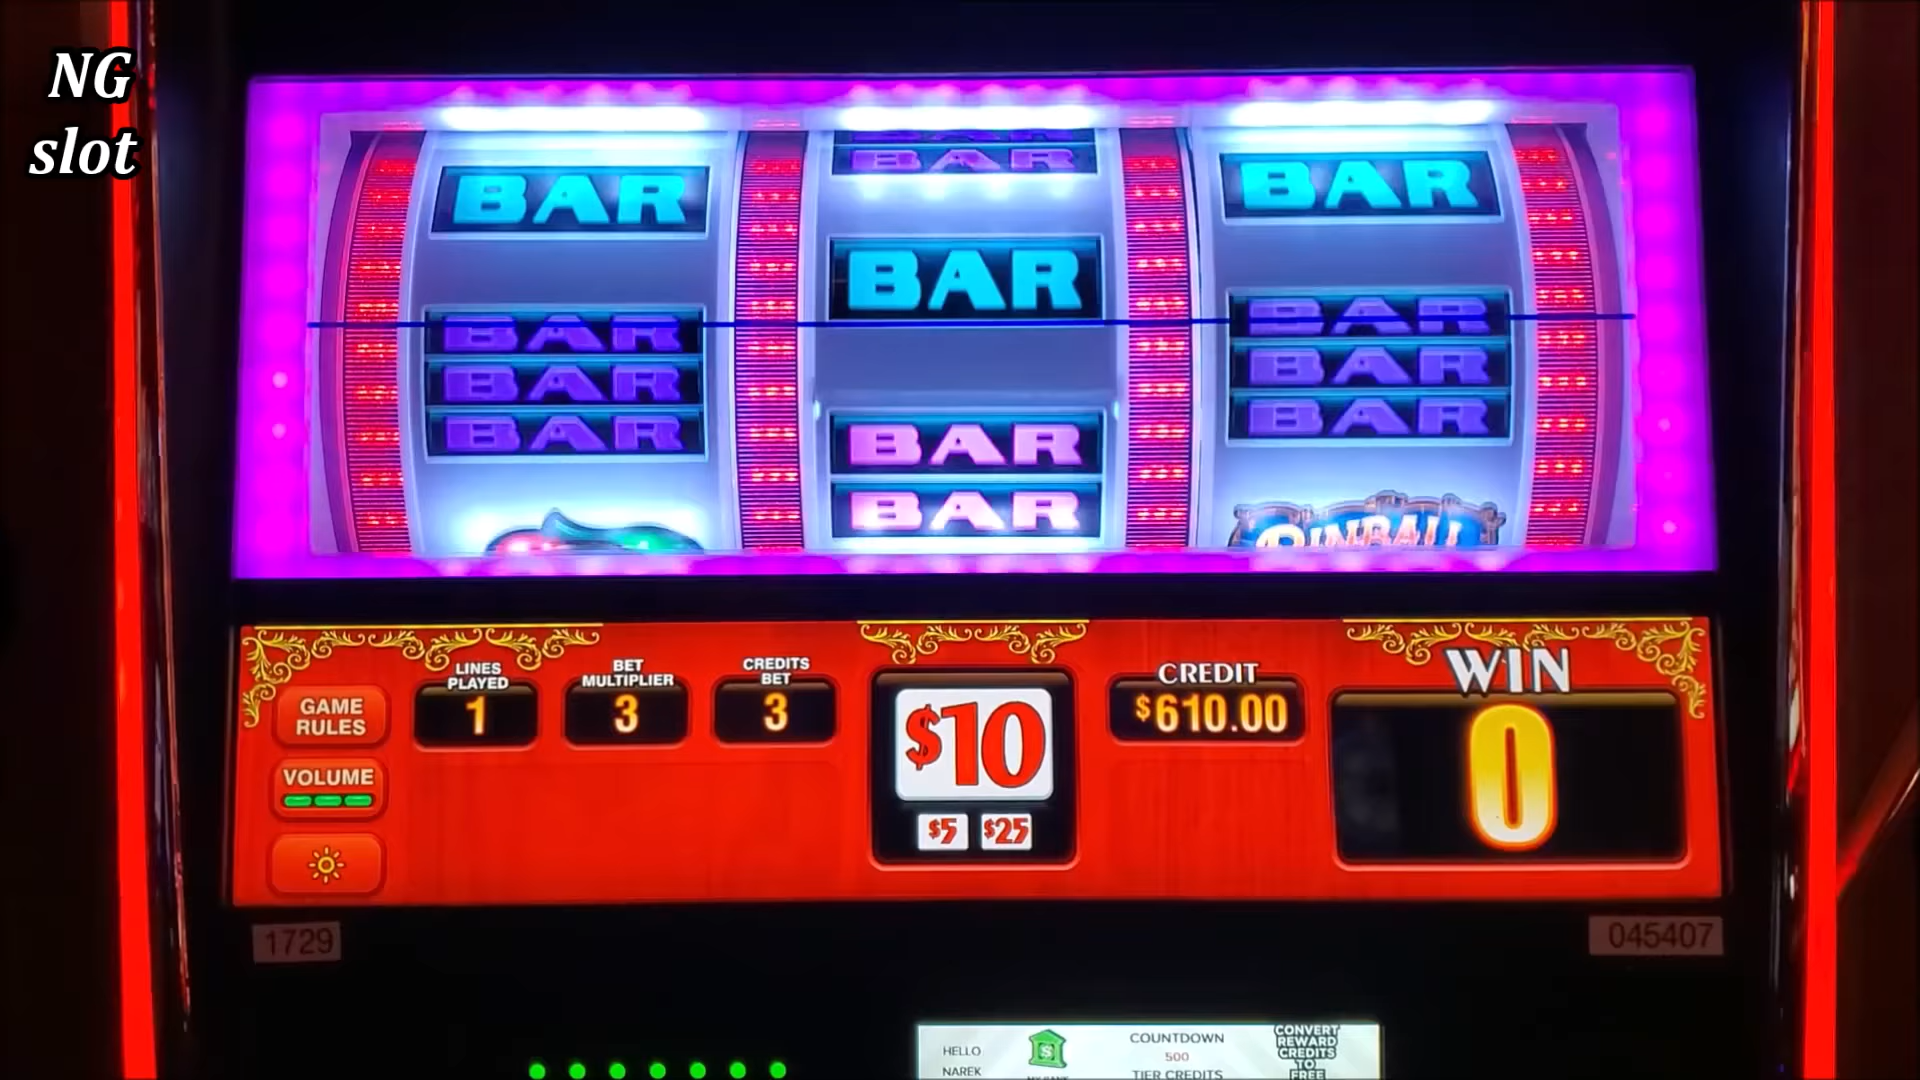 NG
slot
BAR
BAR
BAR
BAR
BAR
BAR
BAR
BAR
BAR
BAR
BAR
BAR
PINBALL
LINES
PLAYED
1
BET
MULTIPLIER
3
CREDITS
BET
3
GAME
RULES
VOLUME
$10
$5 $25
CREDIT
$610.00
WIN
0
1729
045407
HELLO
NAREK
COUNTDOWN
500
TIER CREDITS
CONVERT
REWARD
CREDITS
TO
FREE